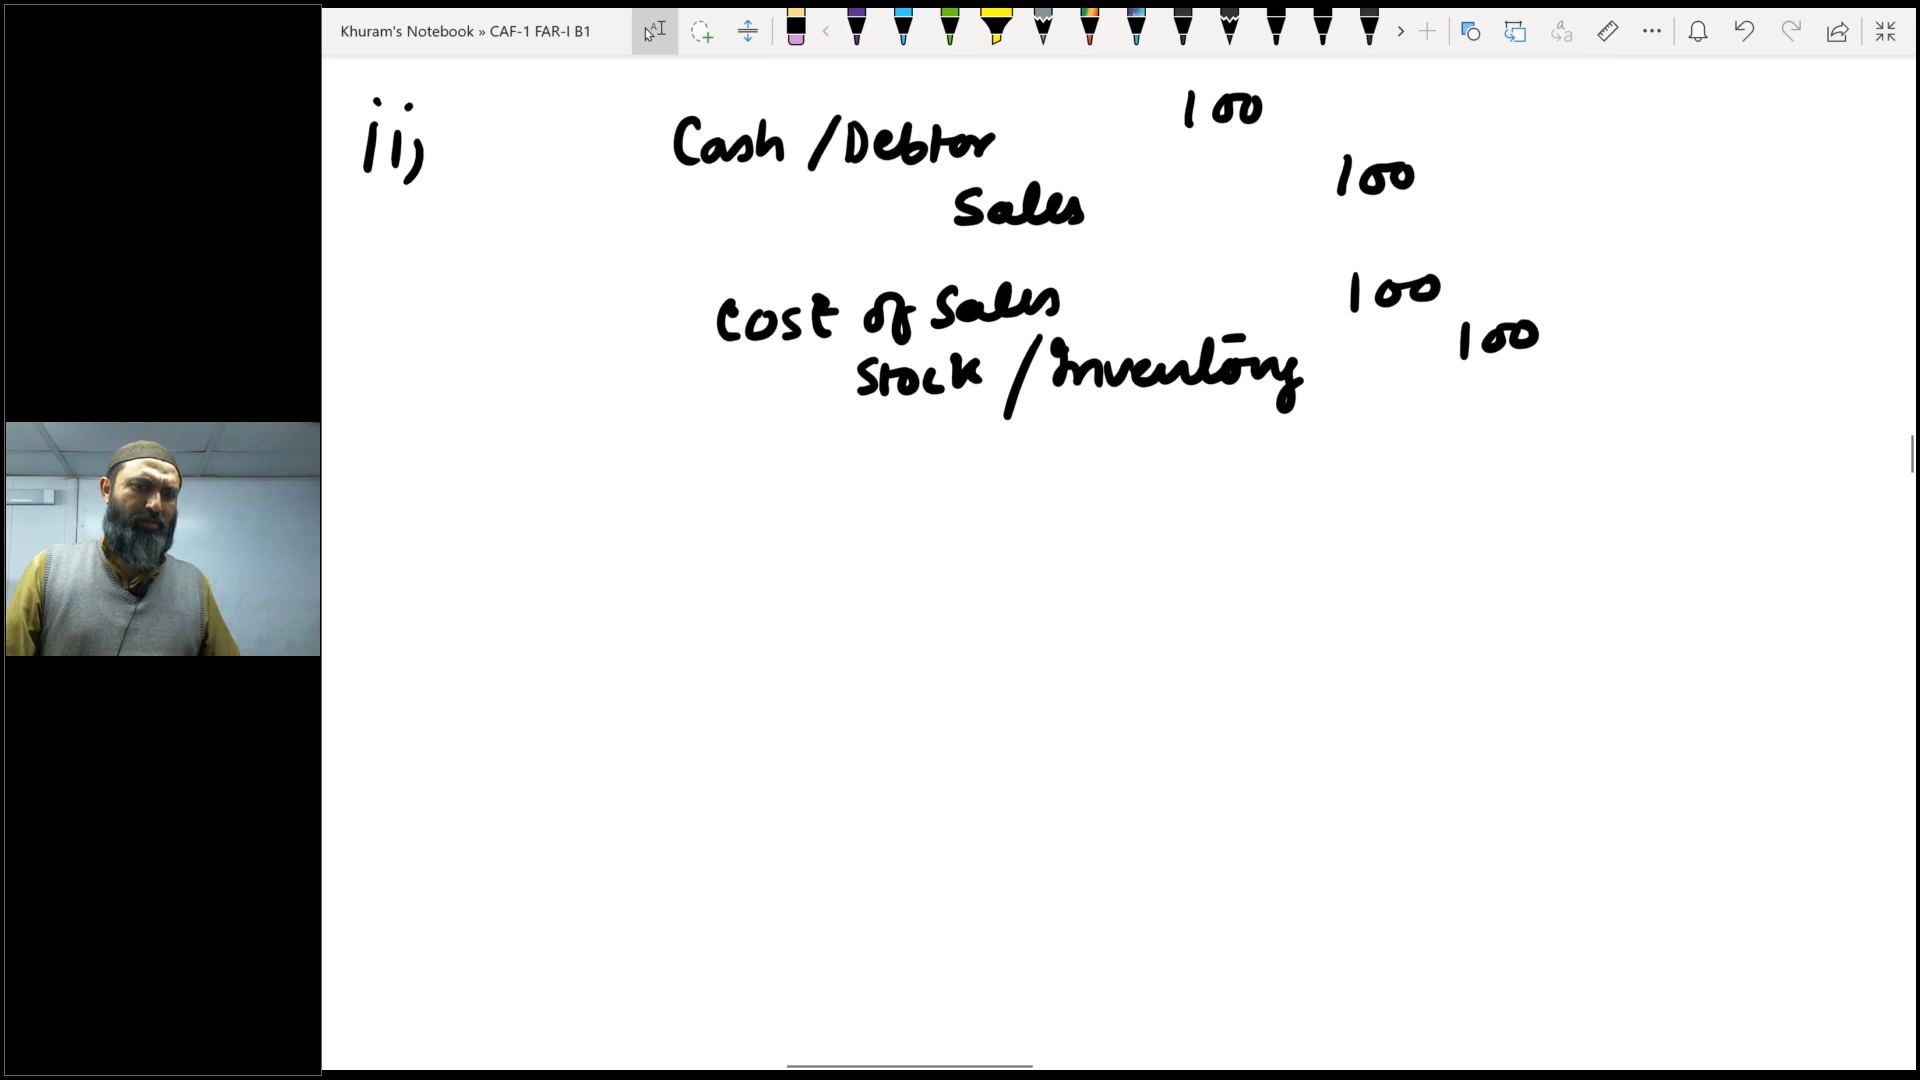 Khuram's Notebook » CAF-1 FAR-I B1
ii, Cash / Debtor 100
Sales 100
Cost of Sales 100
Stock / Inventory 100